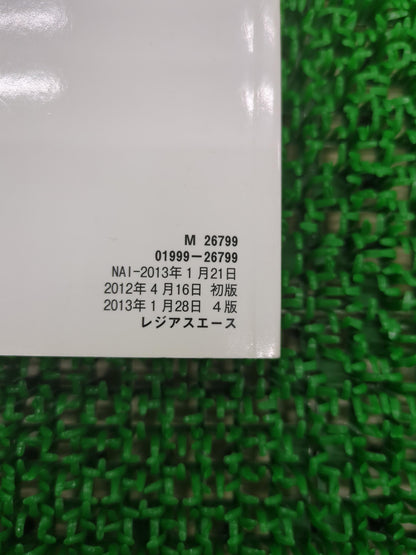 M 26799
01999−26799
NAI-2013年1月21日
2012年4月16日 初版
2013年1月28日 4版
レジアスエース